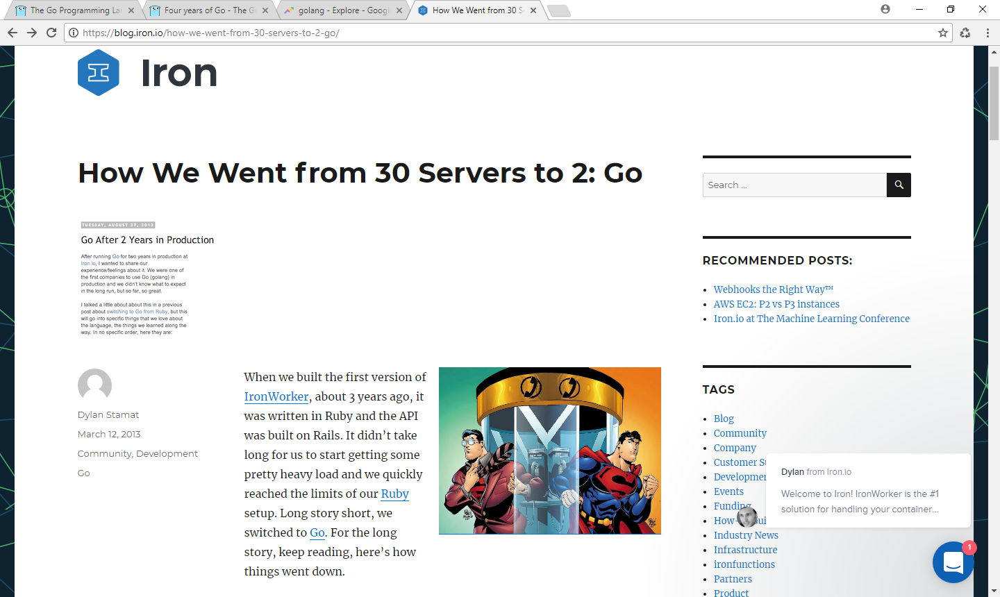 The Go Programming La
Four years of Go - The G
golang - Explore - Googl
How We Went from 30 S
https://blog.iron.io/how-we-went-from-30-servers-to-2-go/
Iron
How We Went from 30 Servers to 2: Go
TUESDAY, AUGUST 27, 2013
Go After 2 Years in Production
After running Go for two years in production at
Iron.io, I wanted to share our
experience/feelings about it. We were one of
the first companies to use Go (golang) in
production and we didn't know what to expect
in the long run, but so far, so great.
I talked a little about about this in a previous
post about switching to Go from Ruby, but this
will go into specific things that we love about
the language, the things we learned along the
way. In no specific order, here they are:
Dylan Stamat
March 12, 2013
Community, Development
Go
When we built the first version of
IronWorker, about 3 years ago, it
was written in Ruby and the API
was built on Rails. It didn’t take
long for us to start getting some
pretty heavy load and we quickly
reached the limits of our Ruby
setup. Long story short, we
switched to Go. For the long
story, keep reading, here’s how
things went down.
Search …
RECOMMENDED POSTS:
Webhooks the Right Way™
AWS EC2: P2 vs P3 instances
Iron.io at The Machine Learning Conference
TAGS
Blog
Community
Company
Customer Su
Developmen
Events
Funding
How-
ui
Industry News
Infrastructure
ironfunctions
Partners
Product
Dylan from Iron.io
Welcome to Iron! IronWorker is the #1
solution for handling your container...
1